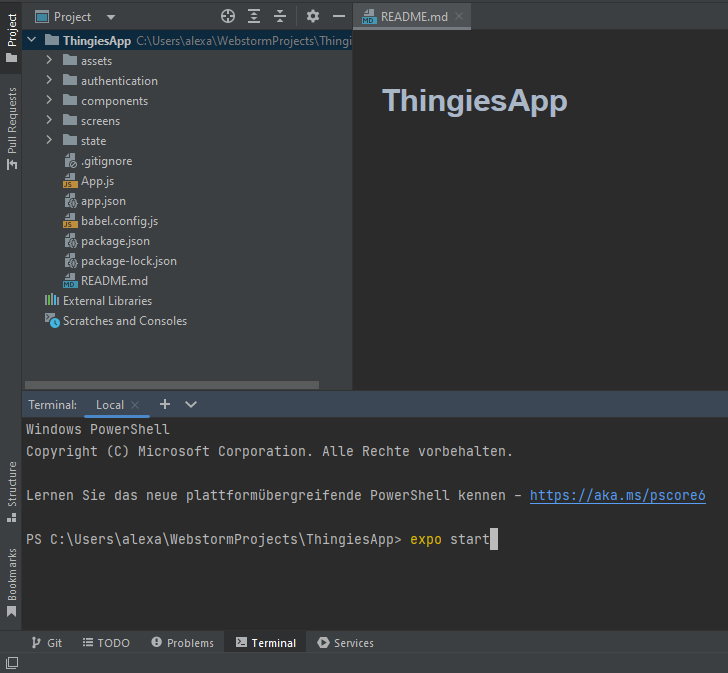 Project
README.md
ThingiesApp C:\Users\alexa\WebstormProjects\Thingi
assets
authentication
components
screens
state
.gitignore
App.js
app.json
babel.config.js
package.json
package-lock.json
README.md
External Libraries
Scratches and Consoles
ThingiesApp
Project
Pull Requests
Structure
Bookmarks
Terminal: Local
Windows PowerShell
Copyright (C) Microsoft Corporation. Alle Rechte vorbehalten.
Lernen Sie das neue plattformübergreifende PowerShell kennen – https://aka.ms/pscore6
PS C:\Users\alexa\WebstormProjects\ThingiesApp> expo start
Git TODO Problems Terminal Services